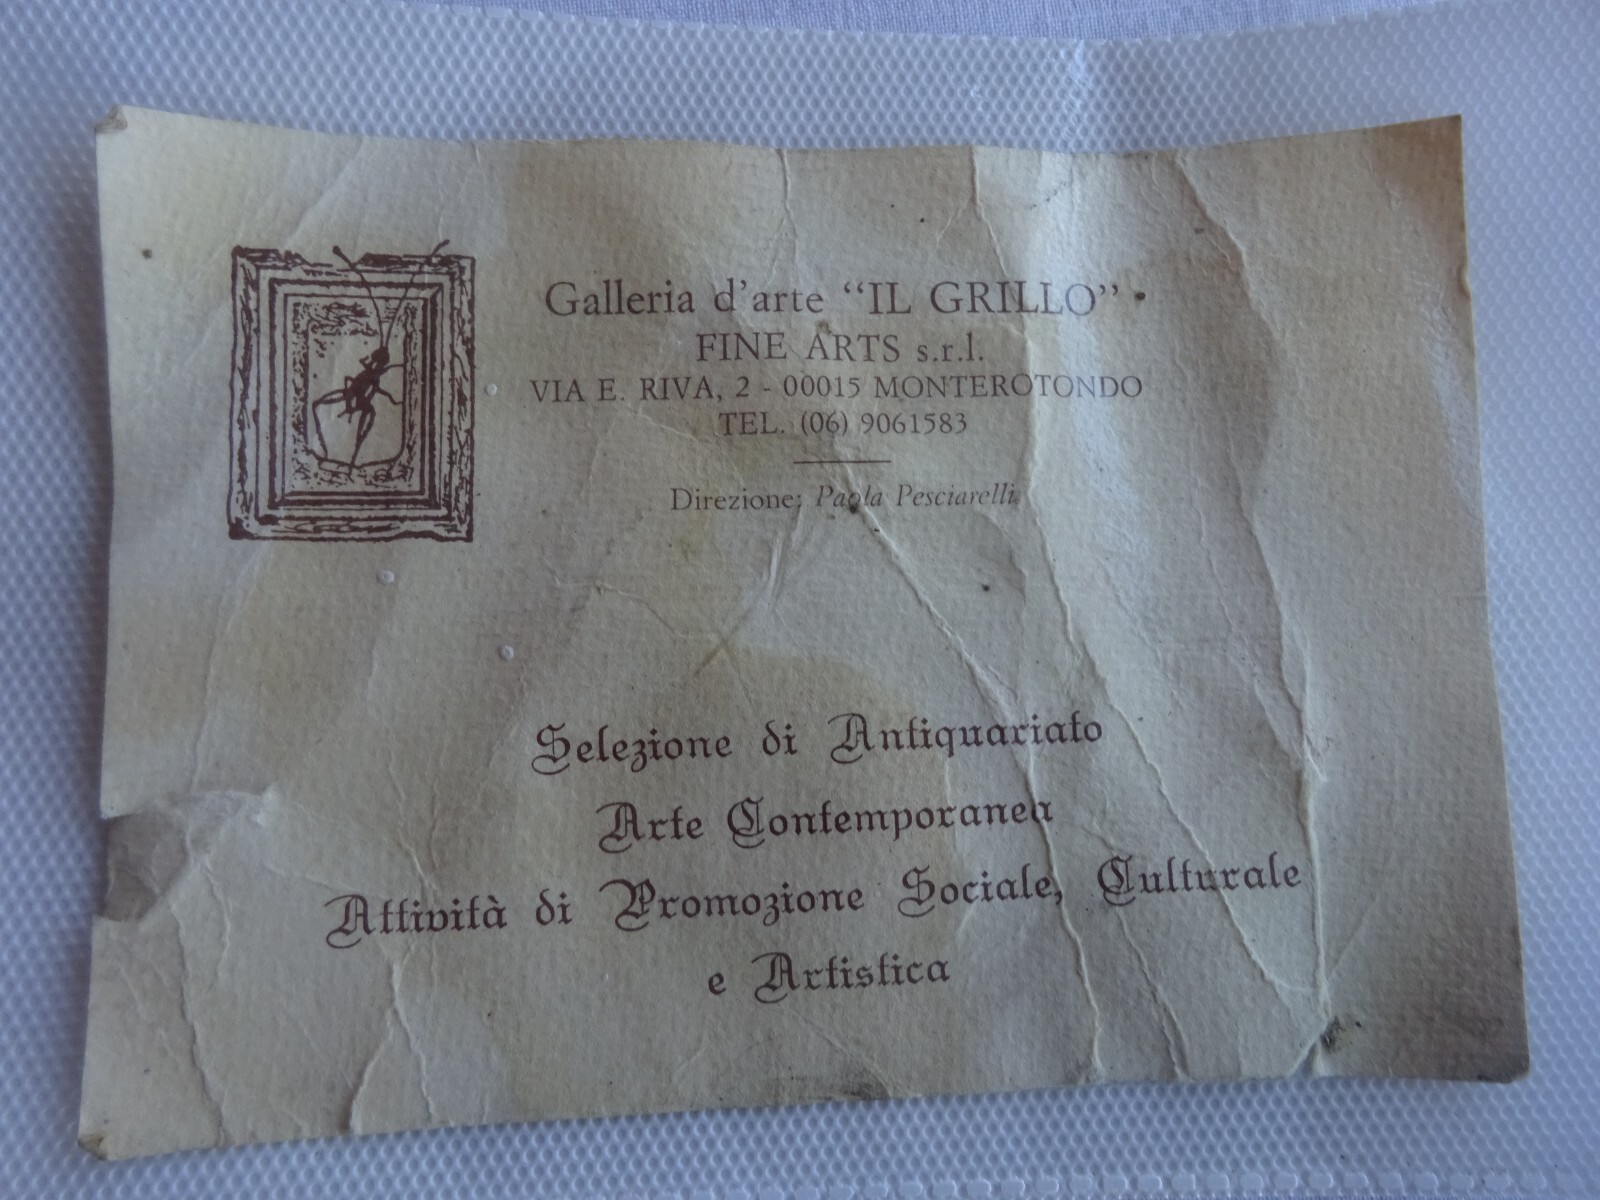 Galleria d'arte “IL GRILLO”
FINE ARTS s.r.l.
VIA E. RIVA, 2 - 00015 MONTEROTONDO
TEL. (06) 9061583
Direzione: Paola Pesciarelli
Selezione di Antiquariato
Arte Contemporanea
Attività di Promozione Sociale, Culturale
e Artistica